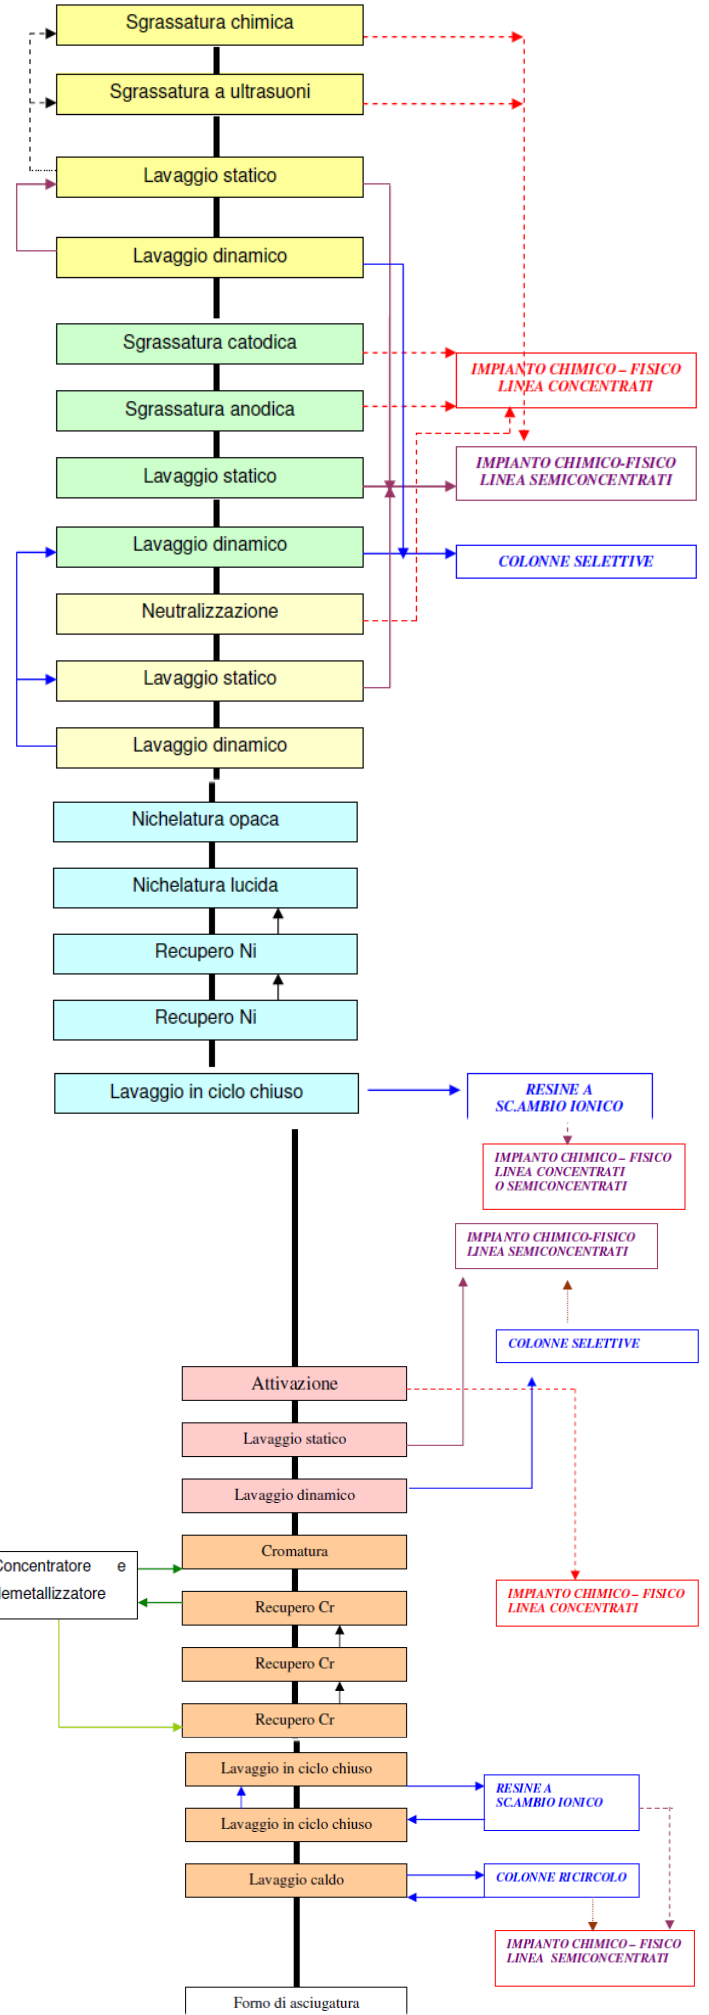 Sgrassatura chimica
Sgrassatura a ultrasuoni
Lavaggio statico
Lavaggio dinamico
Sgrassatura catodica
IMPIANTO CHIMICO – FISICO
LINEA CONCENTRATI
Sgrassatura anodica
Lavaggio statico
IMPIANTO CHIMICO-FISICO
LINEA SEMICONCENTRATI
Lavaggio dinamico
COLONNE SELETTIVE
Neutralizzazione
Lavaggio statico
Lavaggio dinamico
Nichelatura opaca
Nichelatura lucida
Recupero Ni
Recupero Ni
Lavaggio in ciclo chiuso
RESINE A
SC.AMBIO IONICO
IMPIANTO CHIMICO – FISICO
LINEA CONCENTRATI
O SEMICONCENTRATI
IMPIANTO CHIMICO-FISICO
LINEA SEMICONCENTRATI
COLONNE SELETTIVE
Attivazione
Lavaggio statico
Lavaggio dinamico
Cromatura
Concentratore e
demetallizzatore
Recupero Cr
IMPIANTO CHIMICO – FISICO
LINEA CONCENTRATI
Recupero Cr
Recupero Cr
Lavaggio in ciclo chiuso
RESINE A
SC.AMBIO IONICO
Lavaggio in ciclo chiuso
Lavaggio caldo
COLONNE RICIRCOLO
IMPIANTO CHIMICO – FISICO
LINEA SEMICONCENTRATI
Forno di asciugatura